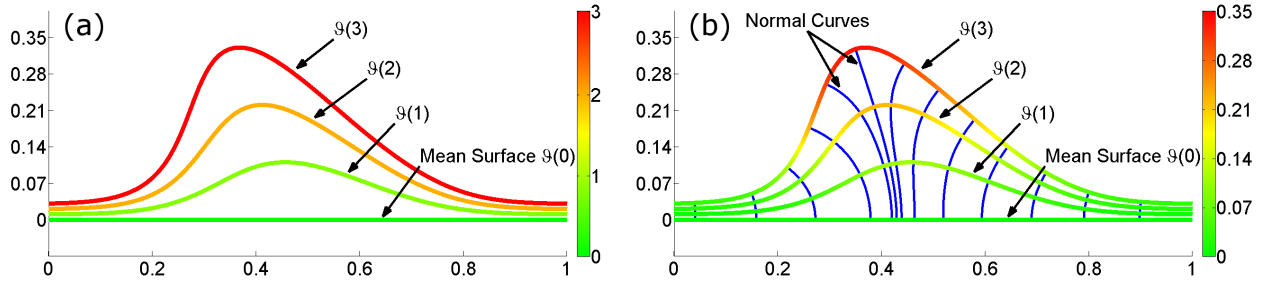 (a)
ϑ(3)
ϑ(2)
ϑ(1)
Mean Surface ϑ(0)
0.35
0.28
0.21
0.14
0.07
0
0 0.2 0.4 0.6 0.8 1
3
2
1
0
(b)
Normal Curves
ϑ(3)
ϑ(2)
ϑ(1)
Mean Surface ϑ(0)
0.35
0.28
0.21
0.14
0.07
0
0 0.2 0.4 0.6 0.8 1
0.35
0.28
0.21
0.14
0.07
0